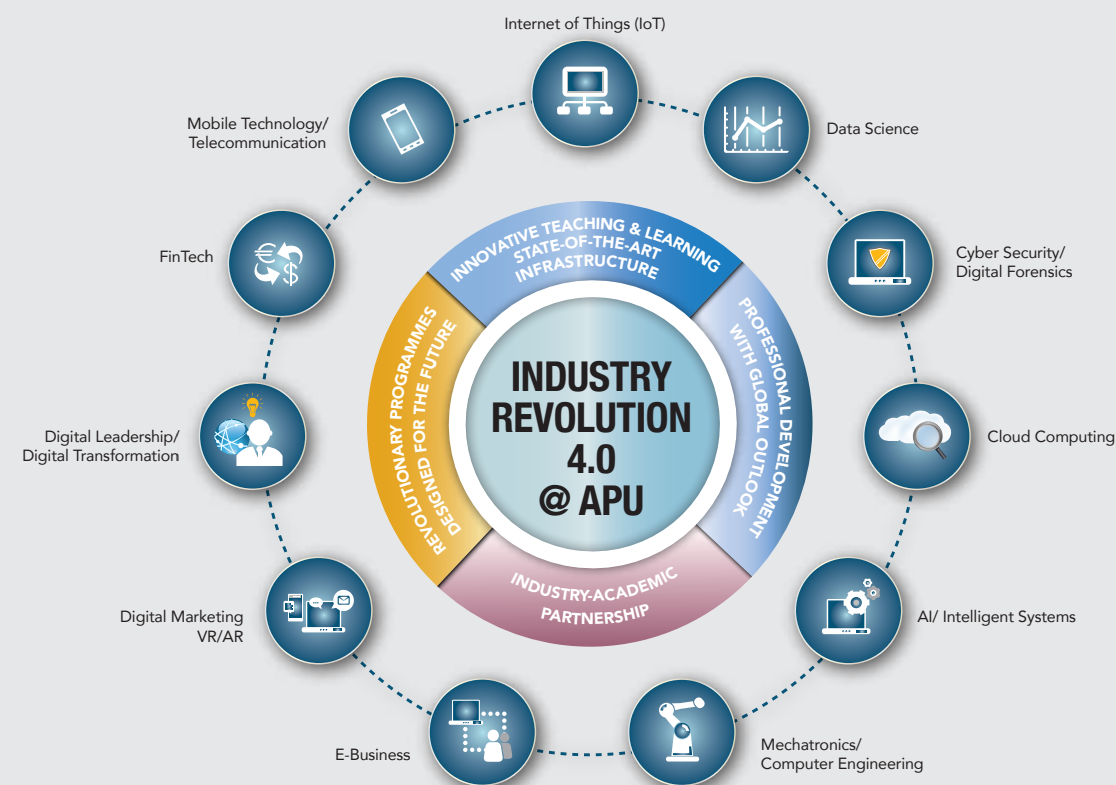 Internet of Things (IoT)
Data Science
Cyber Security/
Digital Forensics
Cloud Computing
AI/ Intelligent Systems
Mechatronics/
Computer Engineering
E-Business
Digital Marketing
VR/AR
Digital Leadership/
Digital Transformation
FinTech
Mobile Technology/
Telecommunication
INNOVATIVE TEACHING & LEARNING
STATE-OF-THE-ART
INFRASTRUCTURE
PROFESSIONAL DEVELOPMENT
WITH GLOBAL OUTLOOK
INDUSTRY-ACADEMIC
PARTNERSHIP
REVOLUTIONARY PROGRAMMES
DESIGNED FOR THE FUTURE
INDUSTRY
REVOLUTION
4.0
@ APU